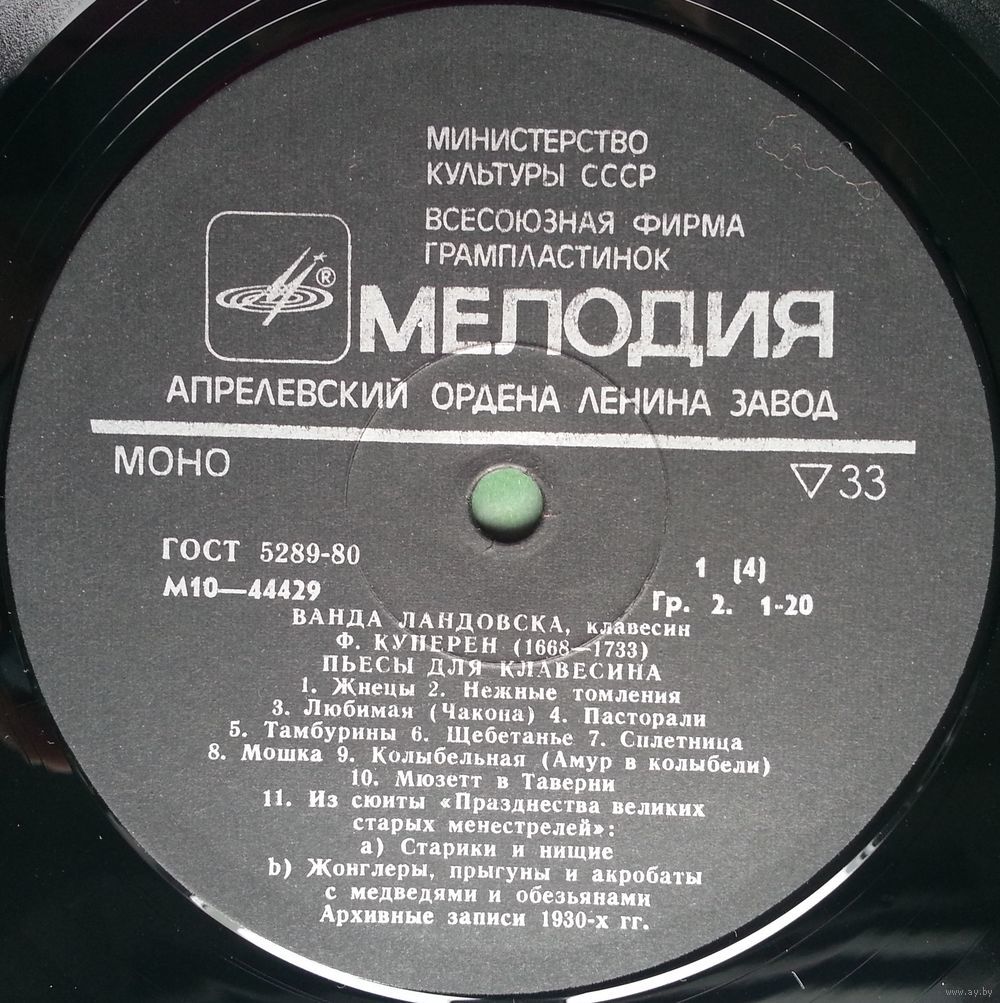 МИНИСТЕРСТВО
КУЛЬТУРЫ СССР
ВСЕСОЮЗНАЯ ФИРМА
ГРАМПЛАСТИНОК
®
МЕЛОДИЯ
АПРЕЛЕВСКИЙ ОРДЕНА ЛЕНИНА ЗАВОД
МОНО
▽33
ГОСТ 5289-80
М10—44429
1 (4)
Гр. 2. 1-20
ВАНДА ЛАНДОВСКА, клавесин
Ф. КУПЕРЕН (1668—1733)
ПЬЕСЫ ДЛЯ КЛАВЕСИНА
1. Жнецы 2. Нежные томления
3. Любимая (Чакона) 4. Пасторали
5. Тамбурины 6. Щебетанье 7. Сплетница
8. Мошка 9. Колыбельная (Амур в колыбели)
10. Мюзетт в Таверни
11. Из сюиты «Празднества великих
старых менестрелей»:
а) Старики и нищие
b) Жонглеры, прыгуны и акробаты
с медведями и обезьянами
Архивные записи 1930-х гг.
www.ay.by